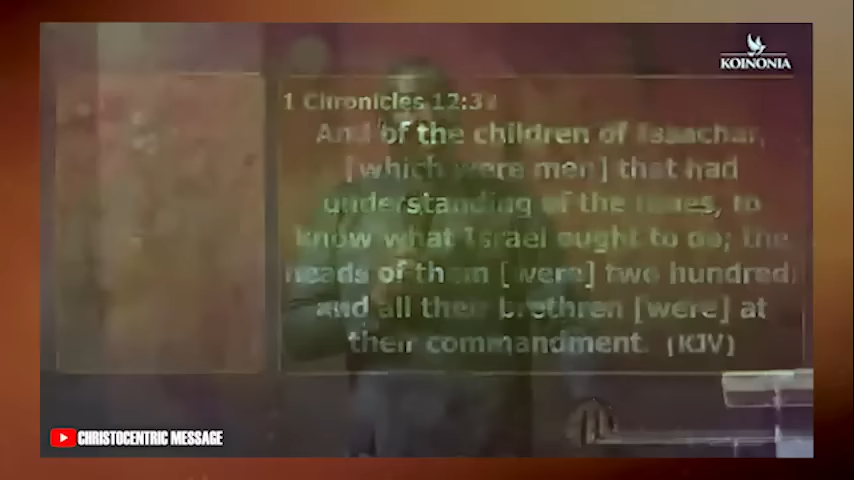 KOINONIA
1 Chronicles 12:32
And of the children of Issachar,
[which were men] that had
understanding of the times, to
know what Israel ought to do; the
heads of them [were] two hundred;
and all their brethren [were] at
their commandment. (KJV)
CHRISTOCENTRIC MESSAGE